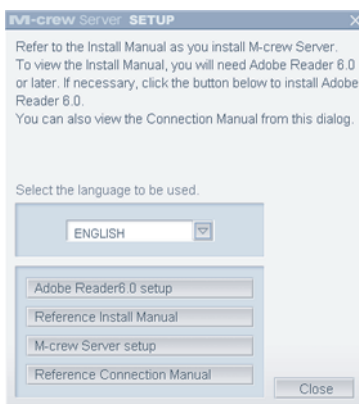 M-crew Server SETUP
Refer to the Install Manual as you install M-crew Server.
To view the Install Manual, you will need Adobe Reader 6.0
or later. If necessary, click the button below to install Adobe
Reader 6.0.
You can also view the Connection Manual from this dialog.
Select the language to be used.
ENGLISH
Adobe Reader6.0 setup
Reference Install Manual
M-crew Server setup
Reference Connection Manual
Close